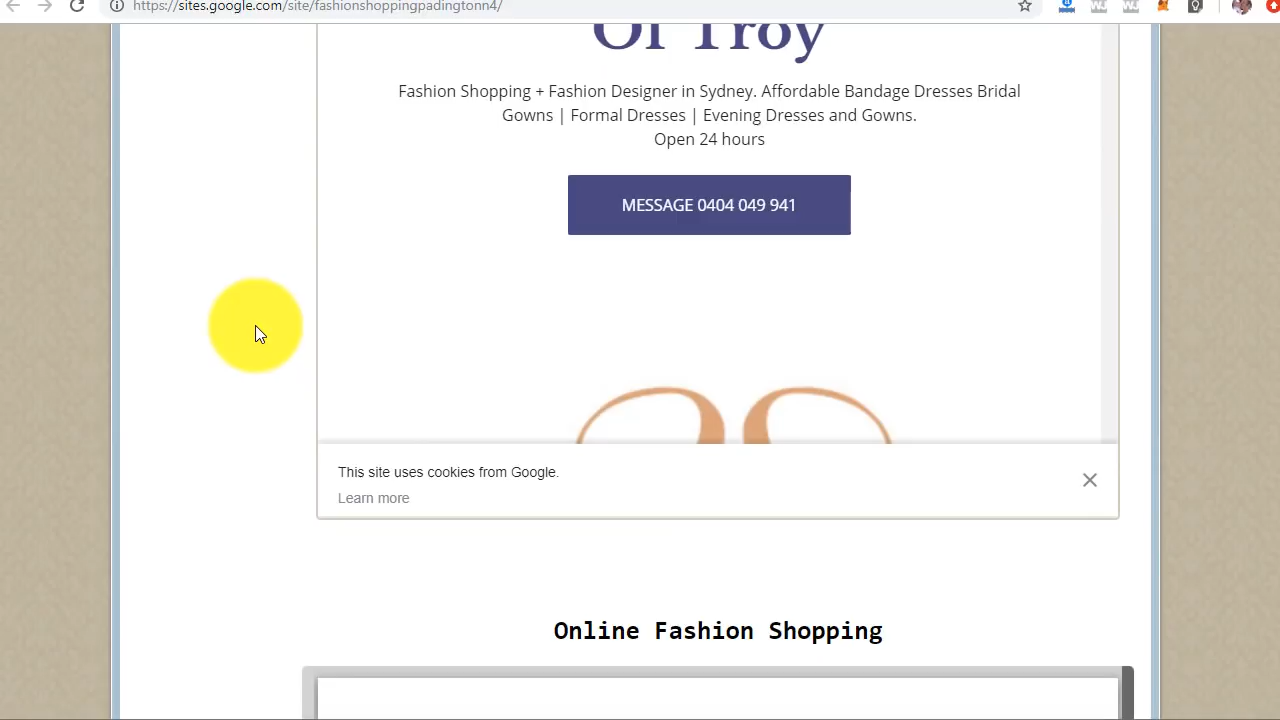 https://sites.google.com/site/fashionshoppingpadingtonn4/
Of Troy
Fashion Shopping + Fashion Designer in Sydney. Affordable Bandage Dresses Bridal
Gowns | Formal Dresses | Evening Dresses and Gowns.
Open 24 hours
MESSAGE 0404 049 941
This site uses cookies from Google.
Learn more
Online Fashion Shopping